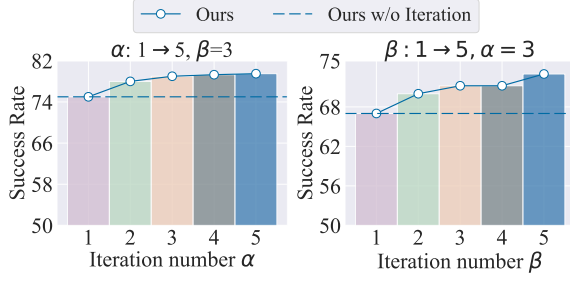 Ours
Ours w/o Iteration
α: 1 → 5, β=3
Success Rate
82
74
66
58
50
1 2 3 4 5
Iteration number α
β : 1 → 5, α = 3
Success Rate
75
68
62
56
50
1 2 3 4 5
Iteration number β